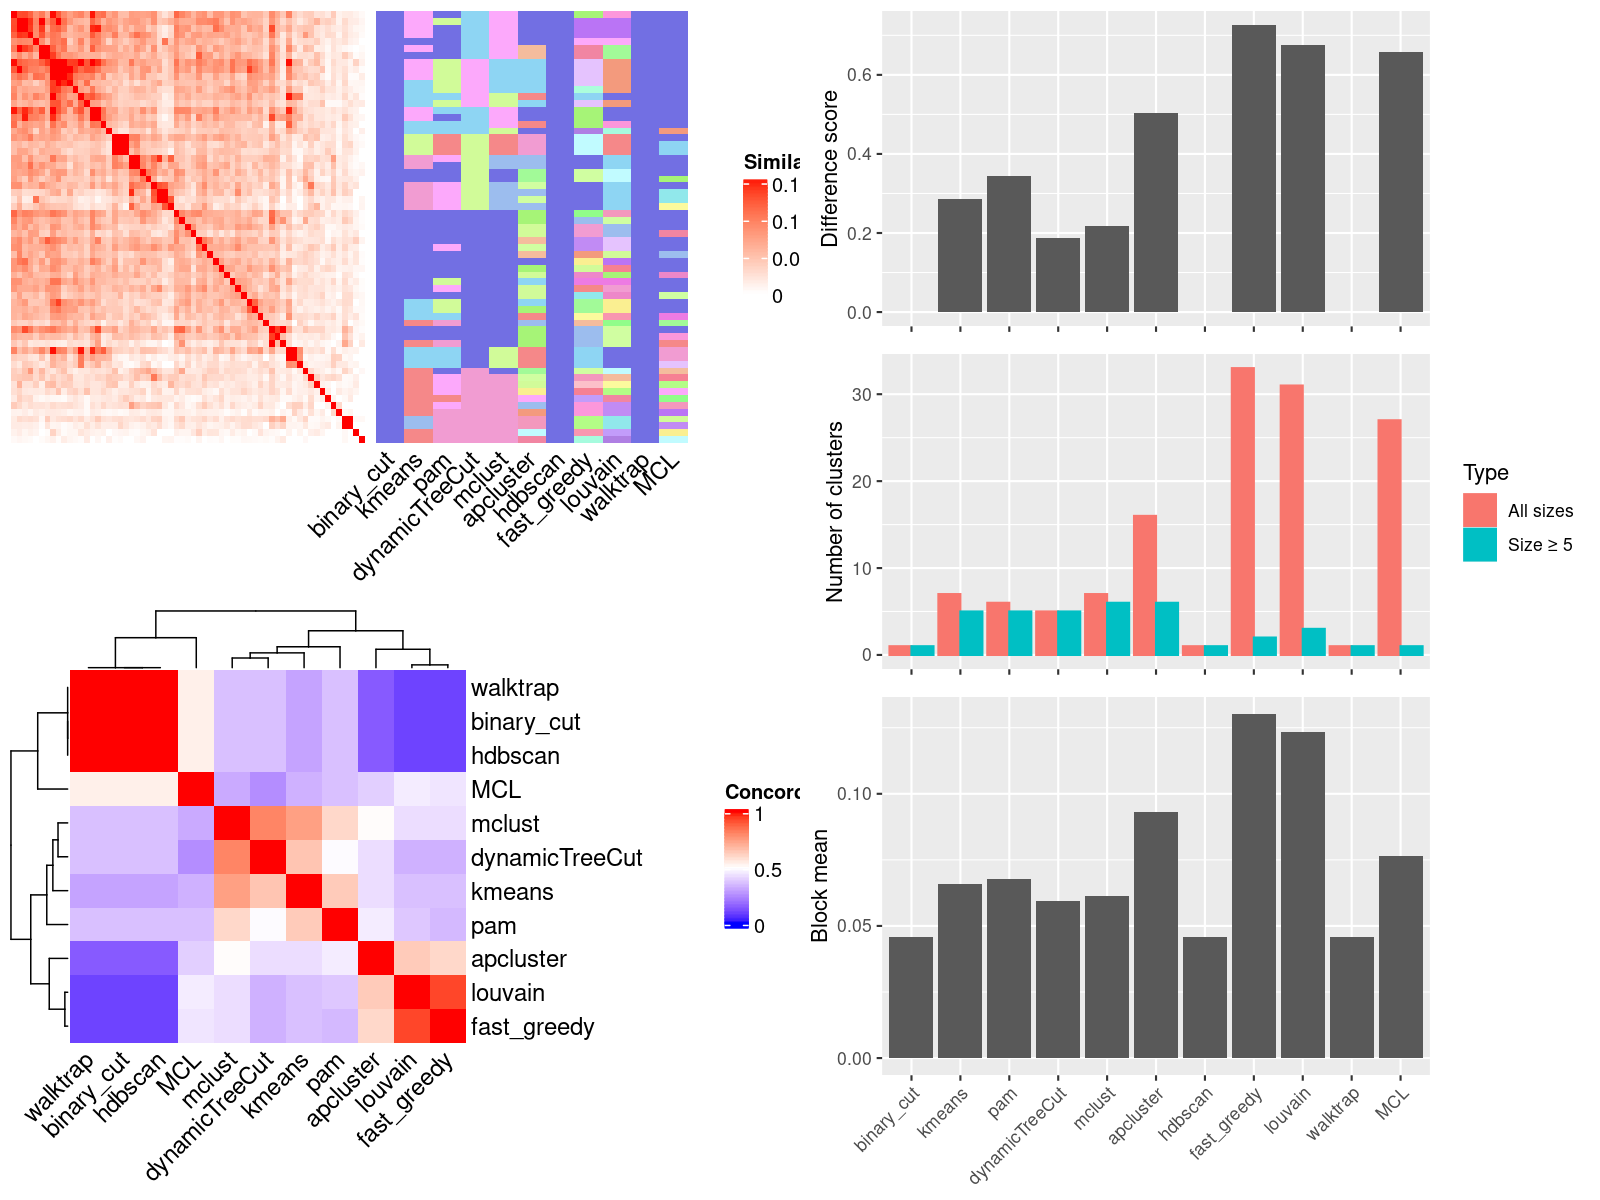 Simila
0.1
0.1
0.0
0
binary_cut
kmeans
pam
dynamicTreeCut
mclust
apcluster
hdbscan
fast_greedy
louvain
walktrap
MCL
walktrap
binary_cut
hdbscan
MCL
mclust
dynamicTreeCut
kmeans
pam
apcluster
louvain
fast_greedy
walktrap
binary_cut
hdbscan
MCL
mclust
dynamicTreeCut
kmeans
pam
apcluster
louvain
fast_greedy
Concord
1
0.5
0
Difference score
0.6
0.4
0.2
0.0
Number of clusters
30
20
10
0
Type
All sizes
Size ≥ 5
Block mean
0.10
0.05
0.00
binary_cut
kmeans
pam
dynamicTreeCut
mclust
apcluster
hdbscan
fast_greedy
louvain
walktrap
MCL